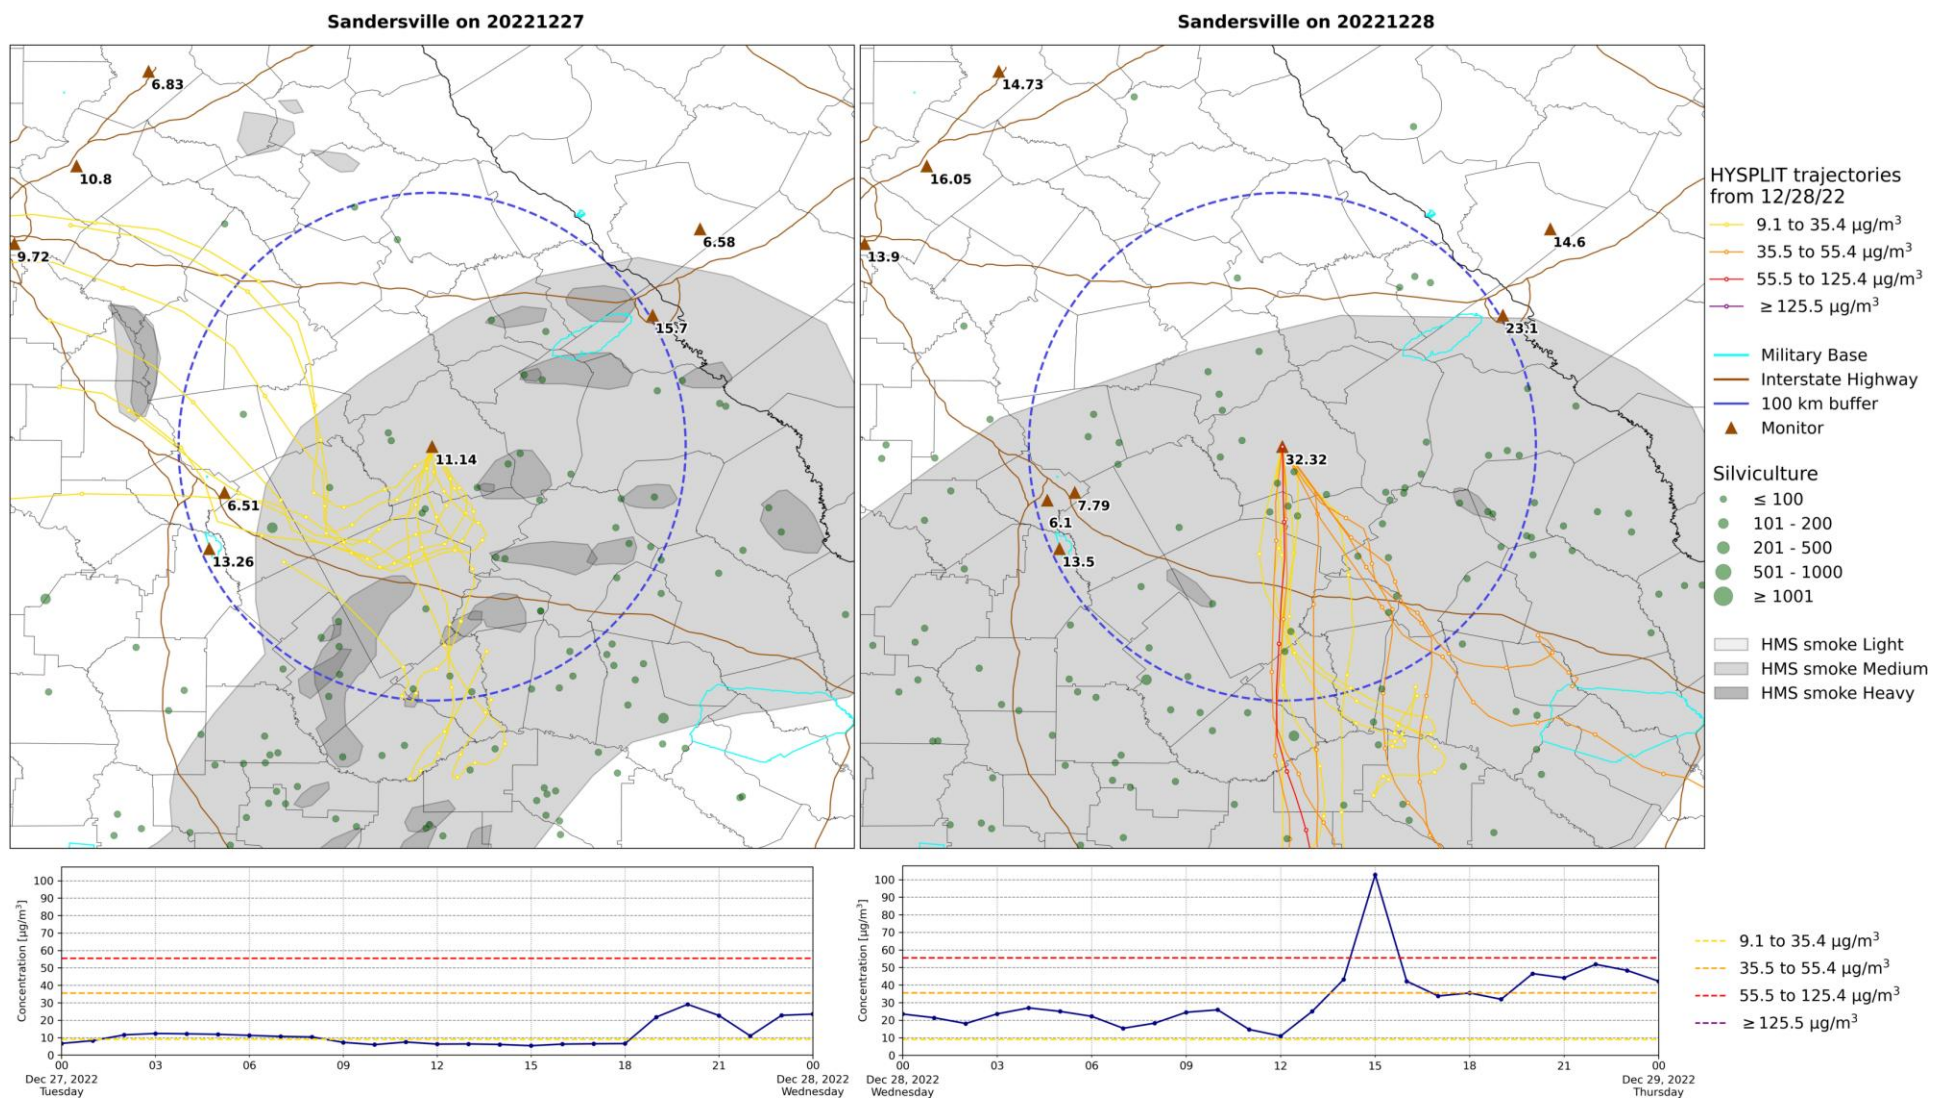 Sandersville on 20221227
Sandersville on 20221228
6.83
10.8
9.72
6.58
15.7
11.14
6.51
13.26
14.73
16.05
13.9
14.6
23.1
32.32
7.79
6.1
13.5
HYSPLIT trajectories
from 12/28/22
9.1 to 35.4 µg/m³
35.5 to 55.4 µg/m³
55.5 to 125.4 µg/m³
≥ 125.5 µg/m³
Military Base
Interstate Highway
100 km buffer
Monitor
Silviculture
≤ 100
101 - 200
201 - 500
501 - 1000
≥ 1001
HMS smoke Light
HMS smoke Medium
HMS smoke Heavy
Concentration [µg/m³]
100
90
80
70
60
50
40
30
20
10
0
00 03 06 09 12 15 18 21 00
Dec 27, 2022
Tuesday
Dec 28, 2022
Wednesday
Concentration [µg/m³]
100
90
80
70
60
50
40
30
20
10
0
00 03 06 09 12 15 18 21 00
Dec 28, 2022
Wednesday
Dec 29, 2022
Thursday
9.1 to 35.4 µg/m³
35.5 to 55.4 µg/m³
55.5 to 125.4 µg/m³
≥ 125.5 µg/m³